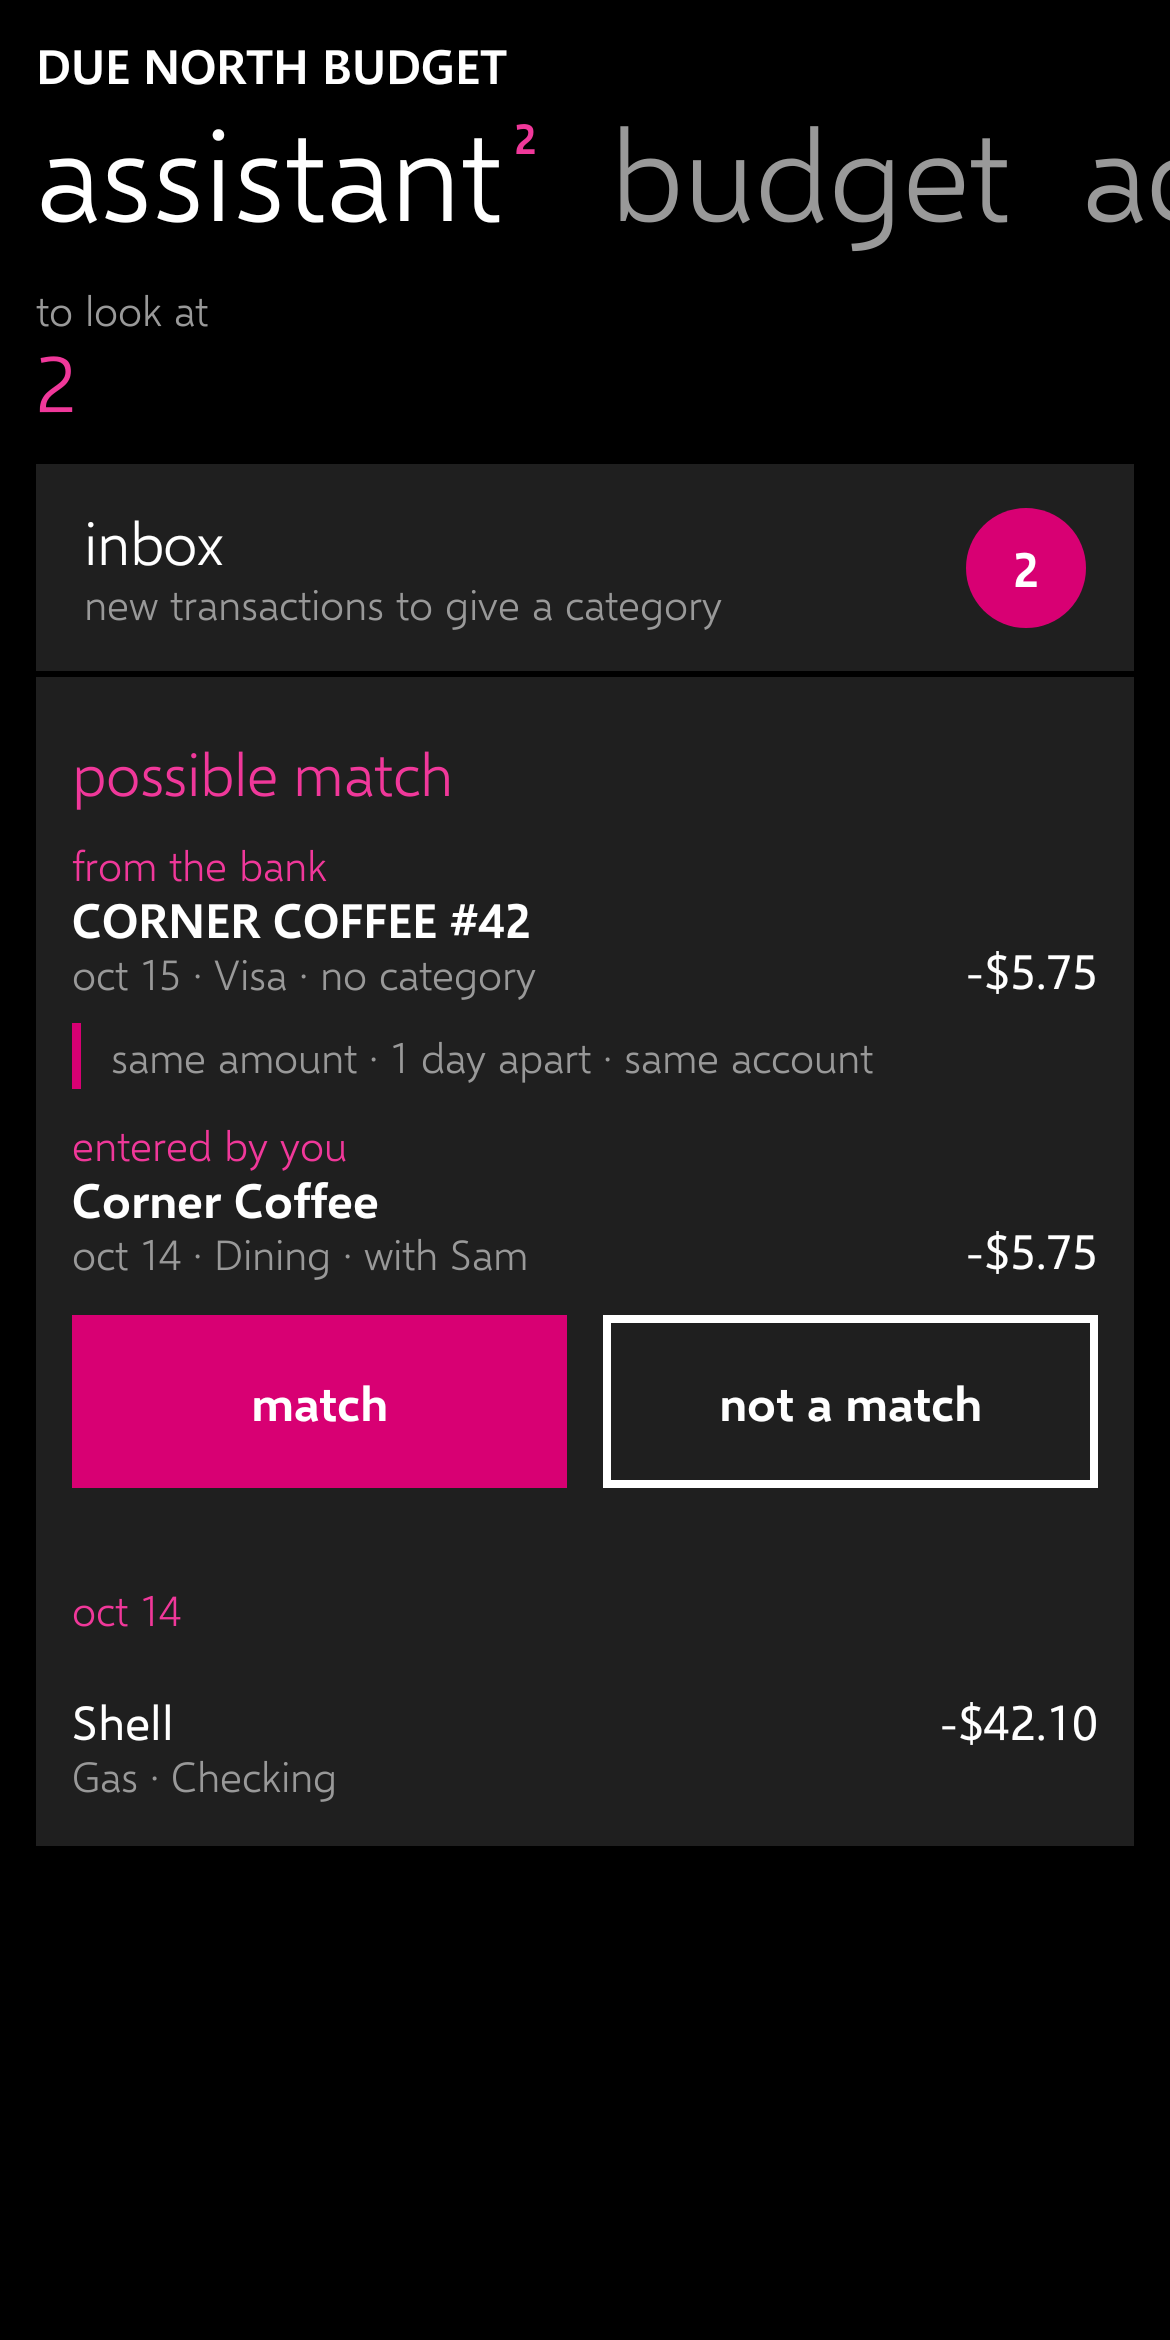 DUE NORTH BUDGET
assistant 2 budget ac
to look at
2
inbox
new transactions to give a category
2
possible match
from the bank
CORNER COFFEE #42
oct 15 · Visa · no category -$5.75
same amount · 1 day apart · same account
entered by you
Corner Coffee
oct 14 · Dining · with Sam -$5.75
match not a match
oct 14
Shell -$42.10
Gas · Checking